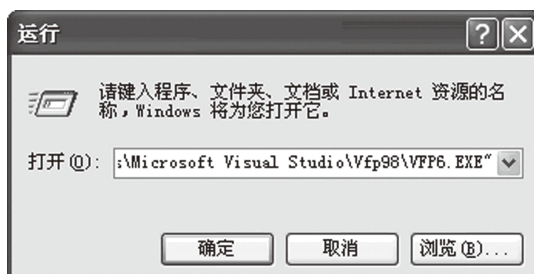 运行
请键入程序、文件夹、文档或 Internet 资源的名
称，Windows 将为您打开它。
打开(O): :\Microsoft Visual Studio\Vfp98\VFP6.EXE"
确定 取消 浏览(B)...